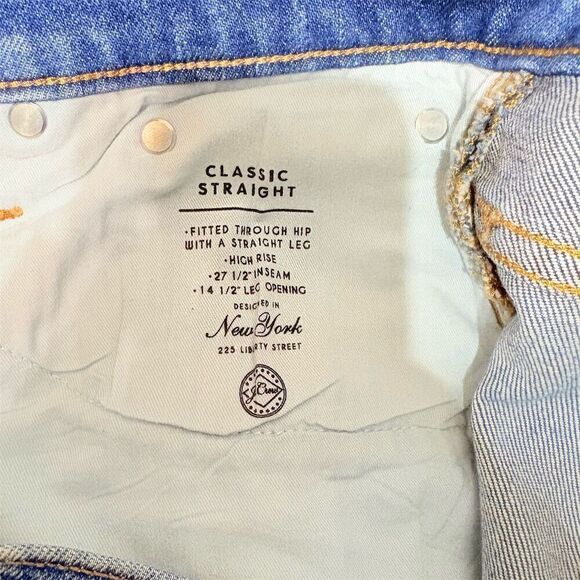 CLASSIC
STRAIGHT
•FITTED THROUGH HIP
WITH A STRAIGHT LEG
•HIGH RISE
•27 1/2" INSEAM
•14 1/2" LEG OPENING
DESIGNED IN
New York
225 LIBERTY STREET
J.Crew